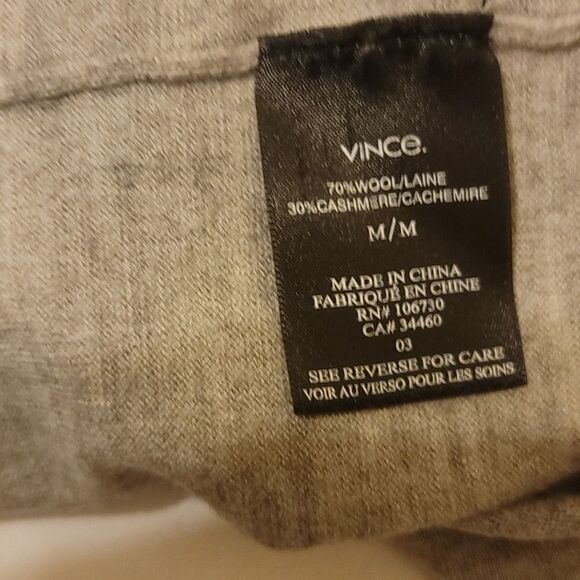 VINCE.
70%WOOL/LAINE
30%CASHMERE/CACHEMIRE
M/M
MADE IN CHINA
FABRIQUÉ EN CHINE
RN# 106730
CA# 34460
03
SEE REVERSE FOR CARE
VOIR AU VERSO POUR LES SOINS